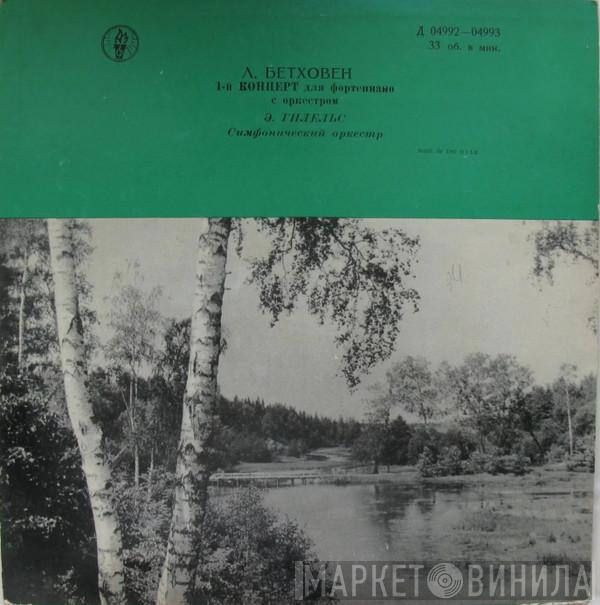 Д 04992—04993
33 об. в мин.
Л. БЕТХОВЕН
1-й КОНЦЕРТ для фортепиано
с оркестром
Э. ГИЛЕЛЬС
Симфонический оркестр
МАРКЕТ ВИНИЛА